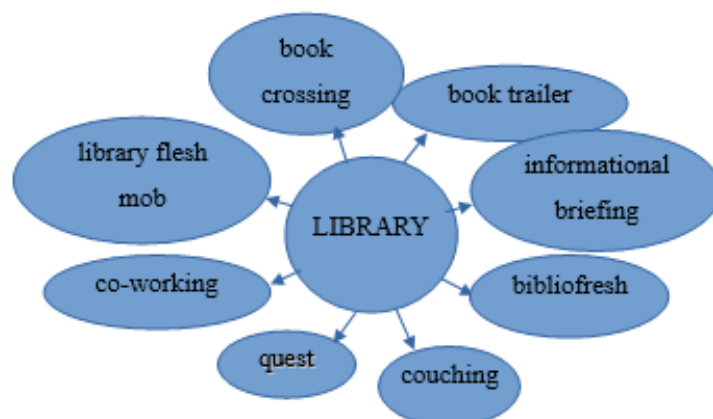 book
crossing
book trailer
library flesh
mob
informational
briefing
LIBRARY
co-working
bibliofresh
quest
couching